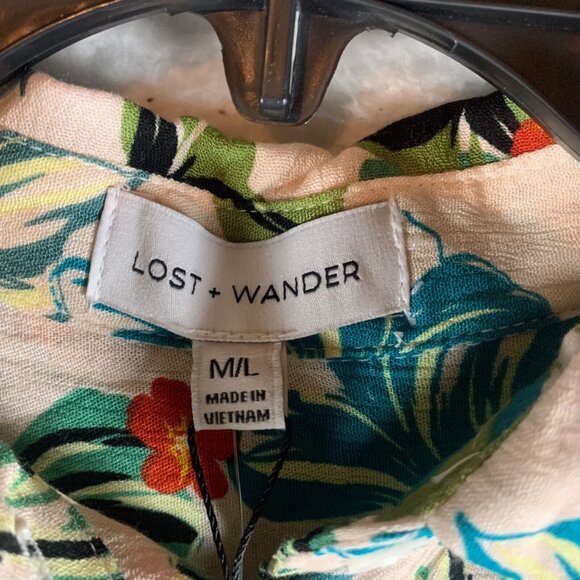 LOST + WANDER
M/L
MADE IN
VIETNAM